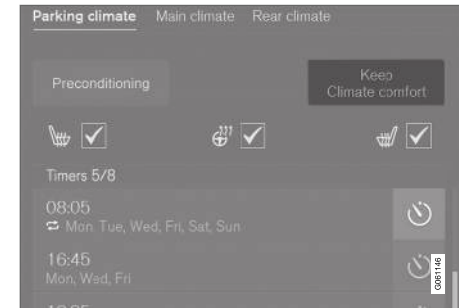 Parking climate Main climate Rear climate
Preconditioning
Keep
Climate comfort
Timers 5/8
08:05
Mon, Tue, Wed, Fri, Sat, Sun
16:45
Mon, Wed, Fri
G061146